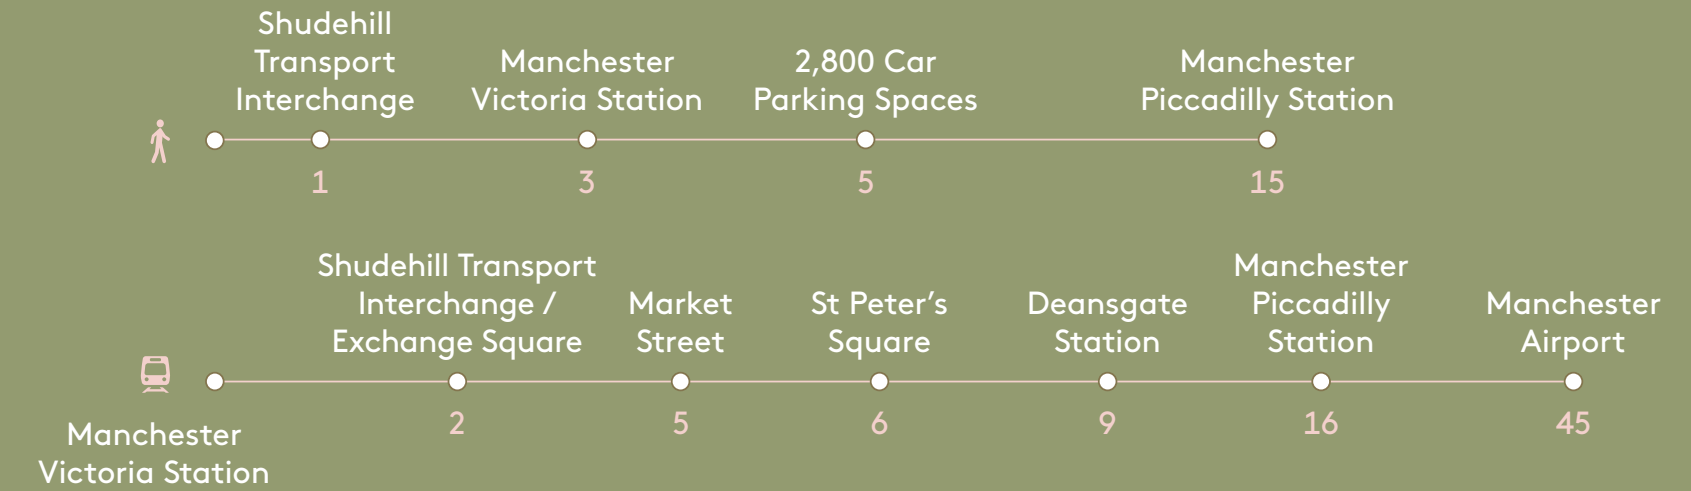 Shudehill
Transport
Interchange
Manchester
Victoria Station
2,800 Car
Parking Spaces
Manchester
Piccadilly Station
1
3
5
15
Shudehill Transport
Interchange /
Exchange Square
Market
Street
St Peter’s
Square
Deansgate
Station
Manchester
Piccadilly
Station
Manchester
Airport
Manchester
Victoria Station
2
5
6
9
16
45